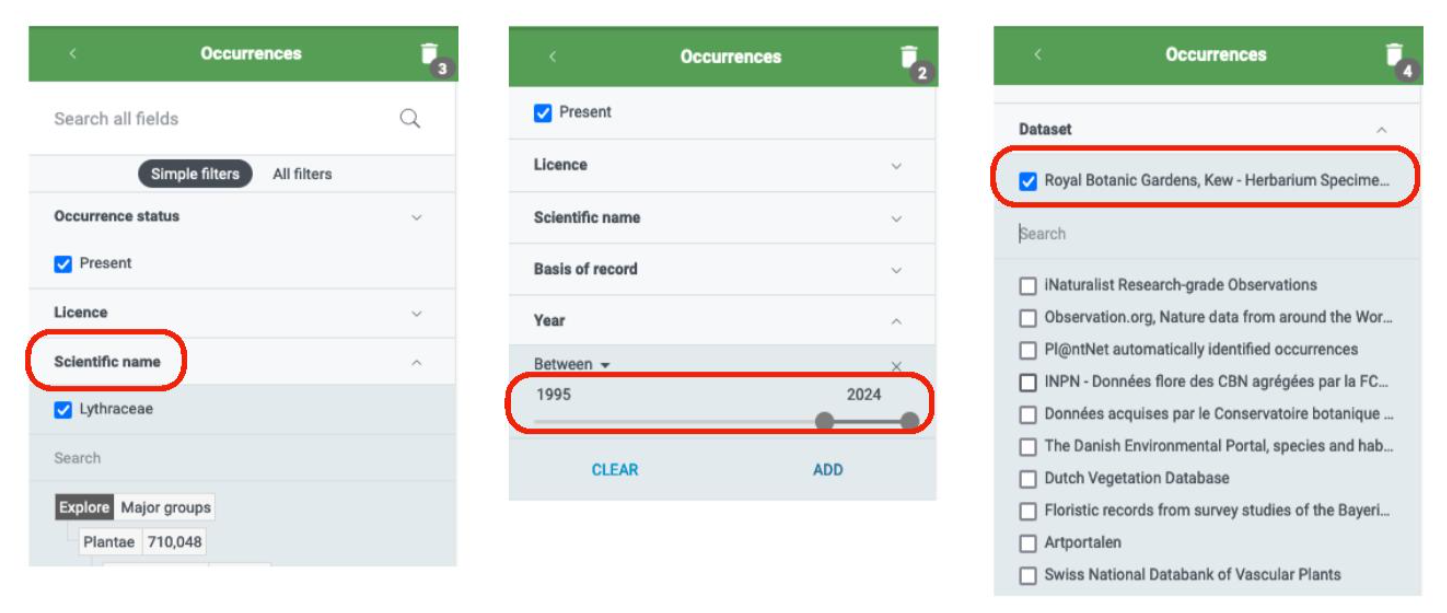 Occurrences
3
Search all fields
Simple filters All filters
Occurrence status
Present
Licence
Scientific name
Lythraceae
Search
Explore Major groups
Plantae 710,048
Occurrences
2
Present
Licence
Scientific name
Basis of record
Year
Between
1995 2024
CLEAR ADD
Occurrences
4
Dataset
Royal Botanic Gardens, Kew - Herbarium Specime...
Search
iNaturalist Research-grade Observations
Observation.org, Nature data from around the Wor...
Pl@ntNet automatically identified occurrences
INPN - Données flore des CBN agrégées par la FC...
Données acquises par le Conservatoire botanique ...
The Danish Environmental Portal, species and hab...
Dutch Vegetation Database
Floristic records from survey studies of the Bayeri...
Artportalen
Swiss National Databank of Vascular Plants